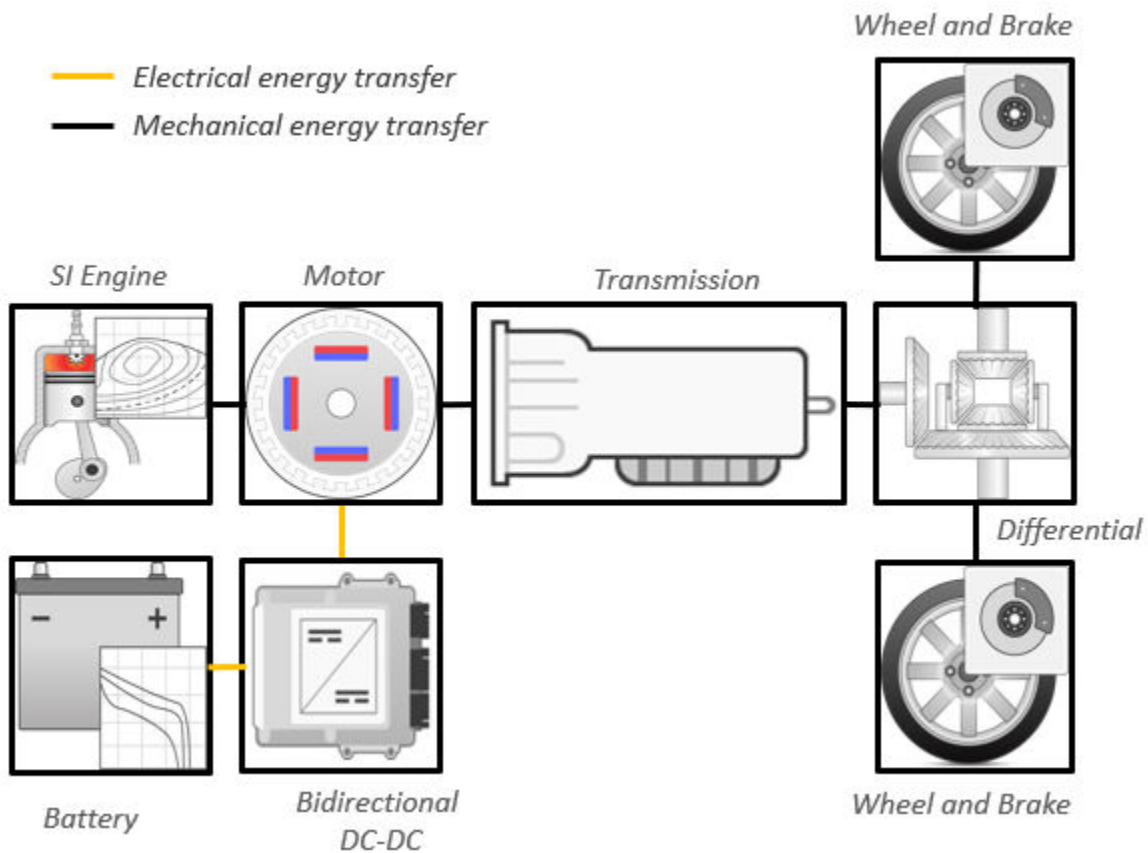 Wheel and Brake
Electrical energy transfer
Mechanical energy transfer
SI Engine
Motor
Transmission
Differential
Battery
Bidirectional
DC-DC
Wheel and Brake